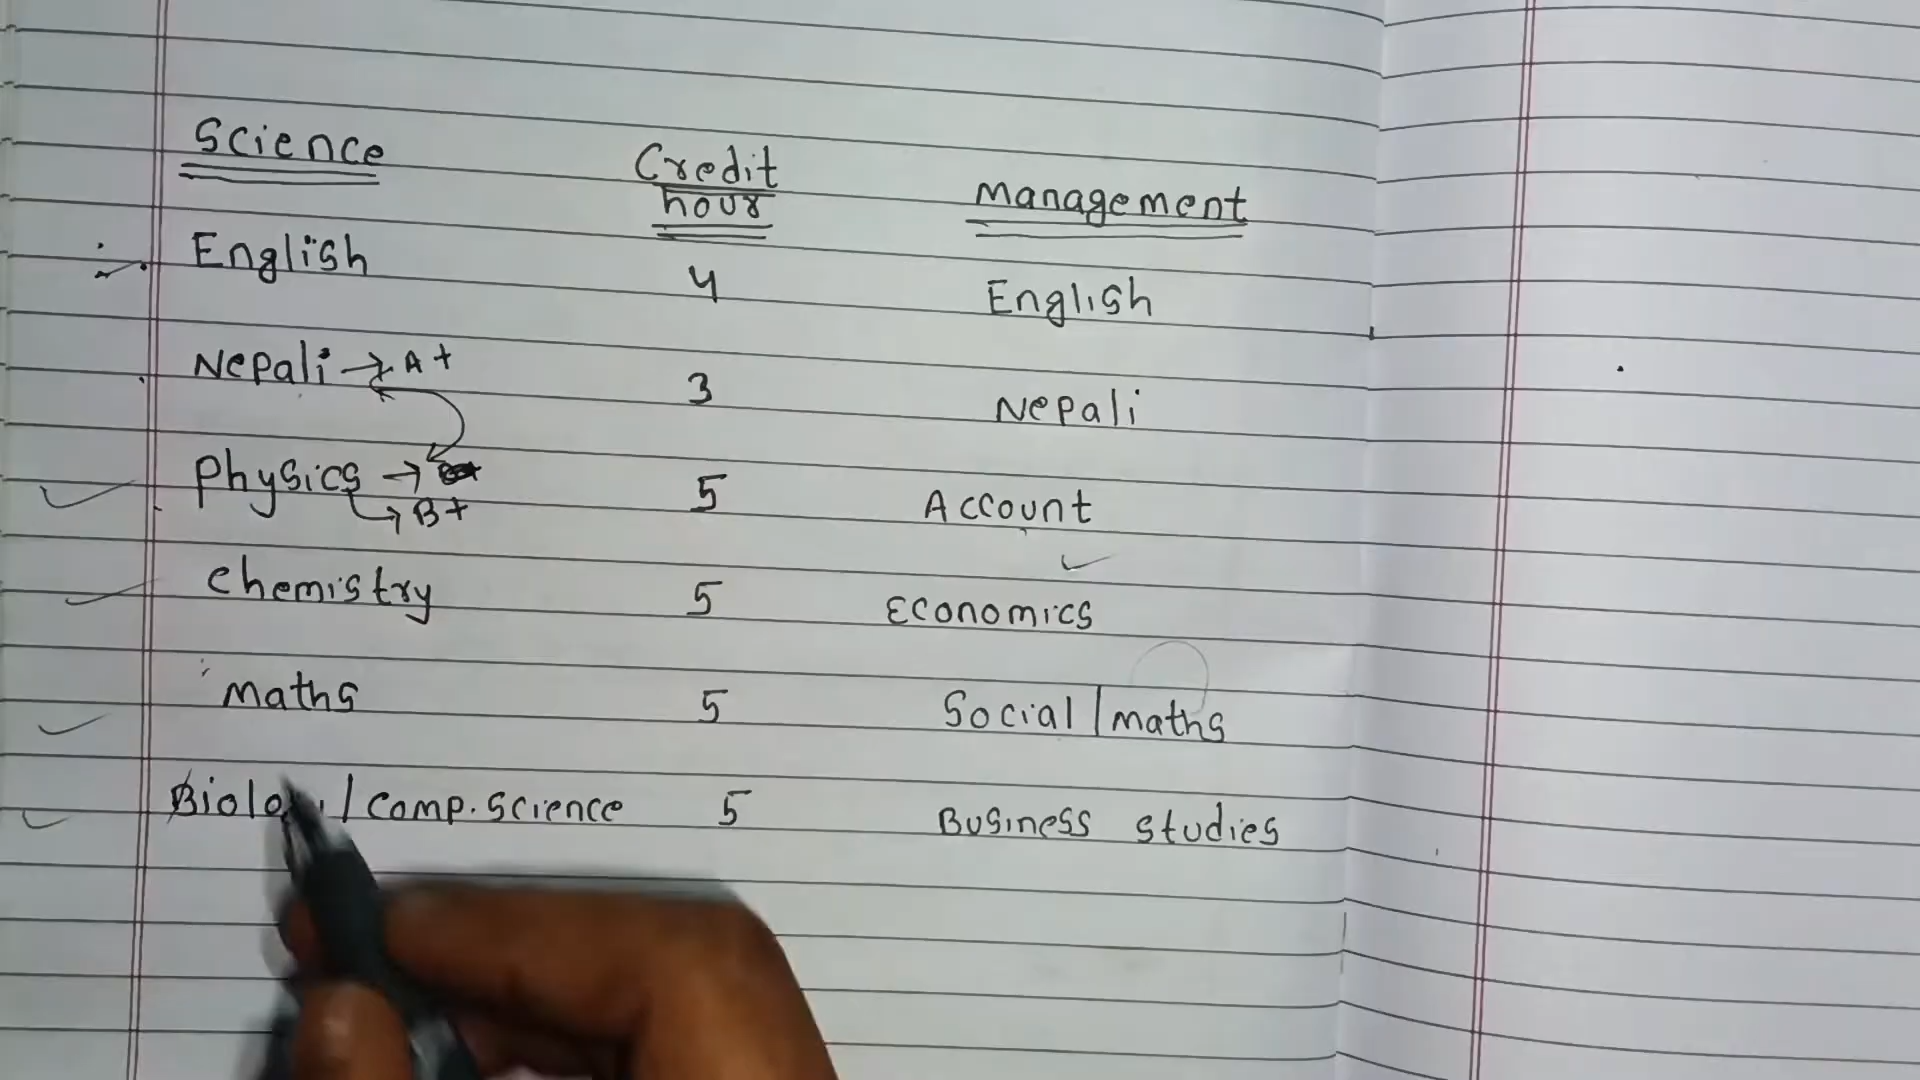 Science Credit hour Management
English 4 English
Nepali → A+ 3 Nepali
Physics → B+ 5 Account
chemistry 5 Economics
maths 5 Social | maths
/ comp. science 5 Business studies